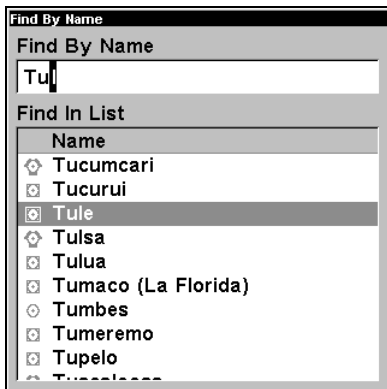 Find By Name
Find By Name
Tul
Find In List
Name
Tucumcari
Tucurui
Tule
Tulsa
Tulua
Tumaco (La Florida)
Tumbes
Tumeremo
Tupelo